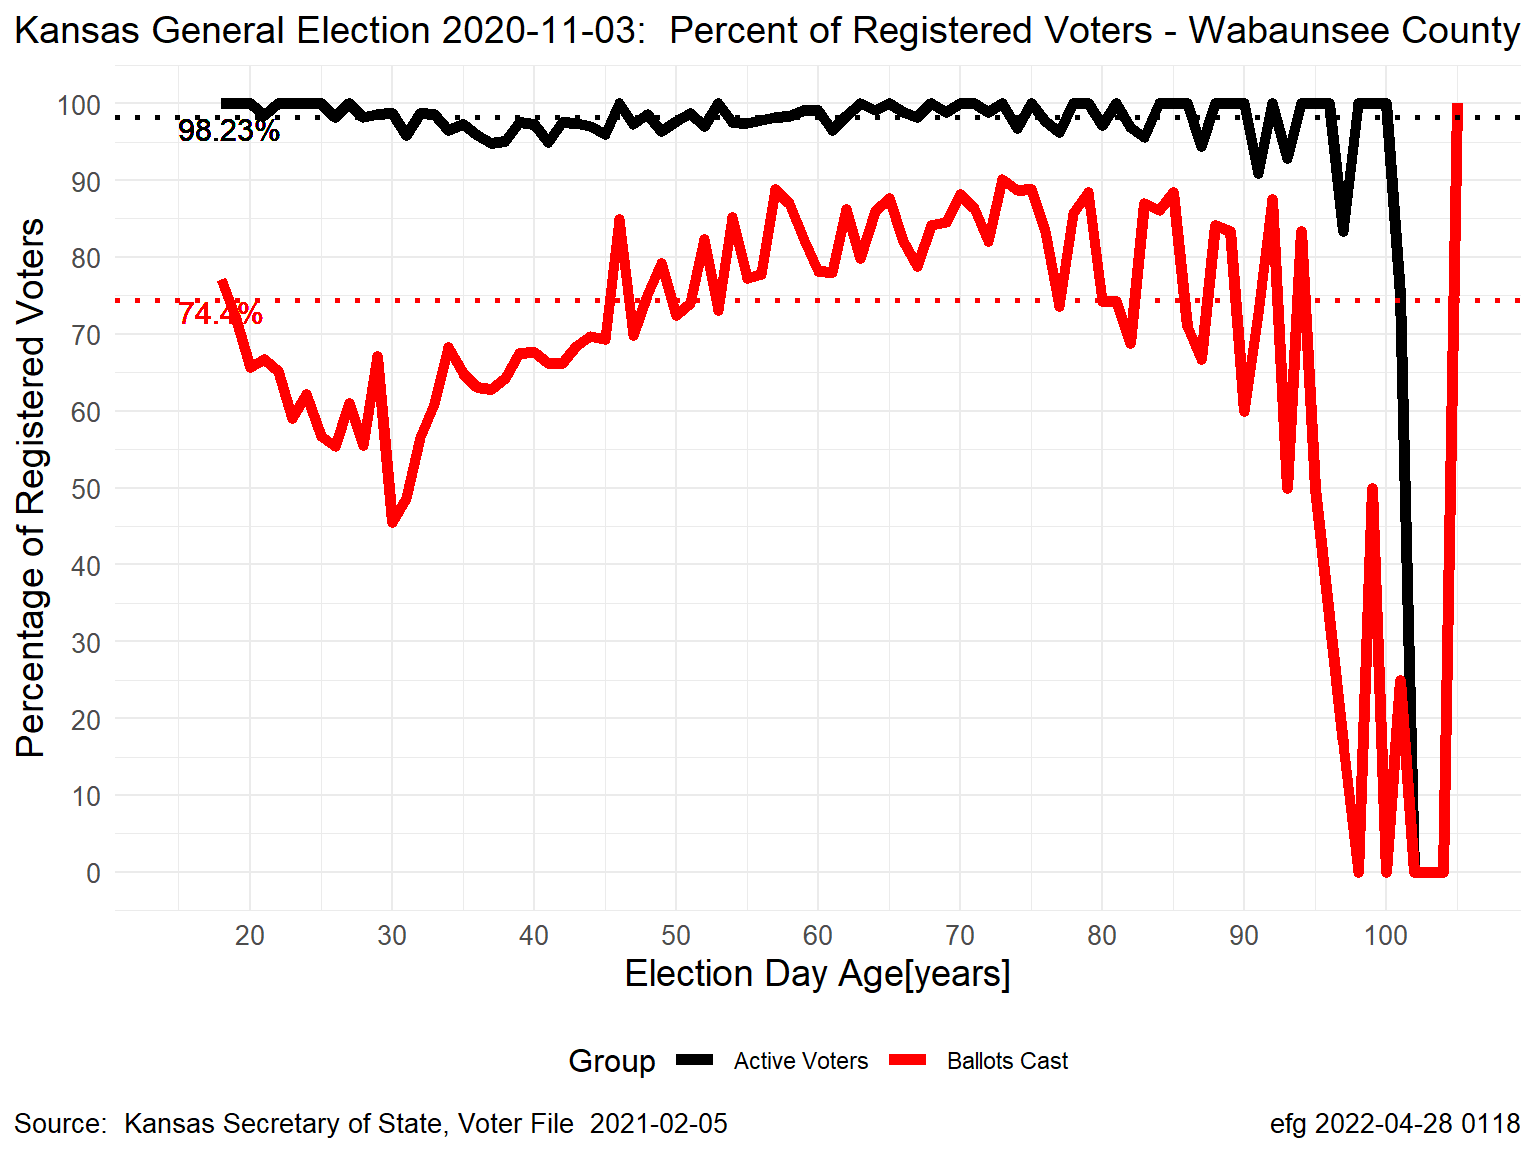 Kansas General Election 2020-11-03:  Percent of Registered Voters - Wabaunsee County
Percentage of Registered Voters
100
90
80
70
60
50
40
30
20
10
0
98.23%
74.4%
20 30 40 50 60 70 80 90 100
Election Day Age[years]
Group Active Voters Ballots Cast
Source:  Kansas Secretary of State, Voter File  2021-02-05
efg 2022-04-28 0118